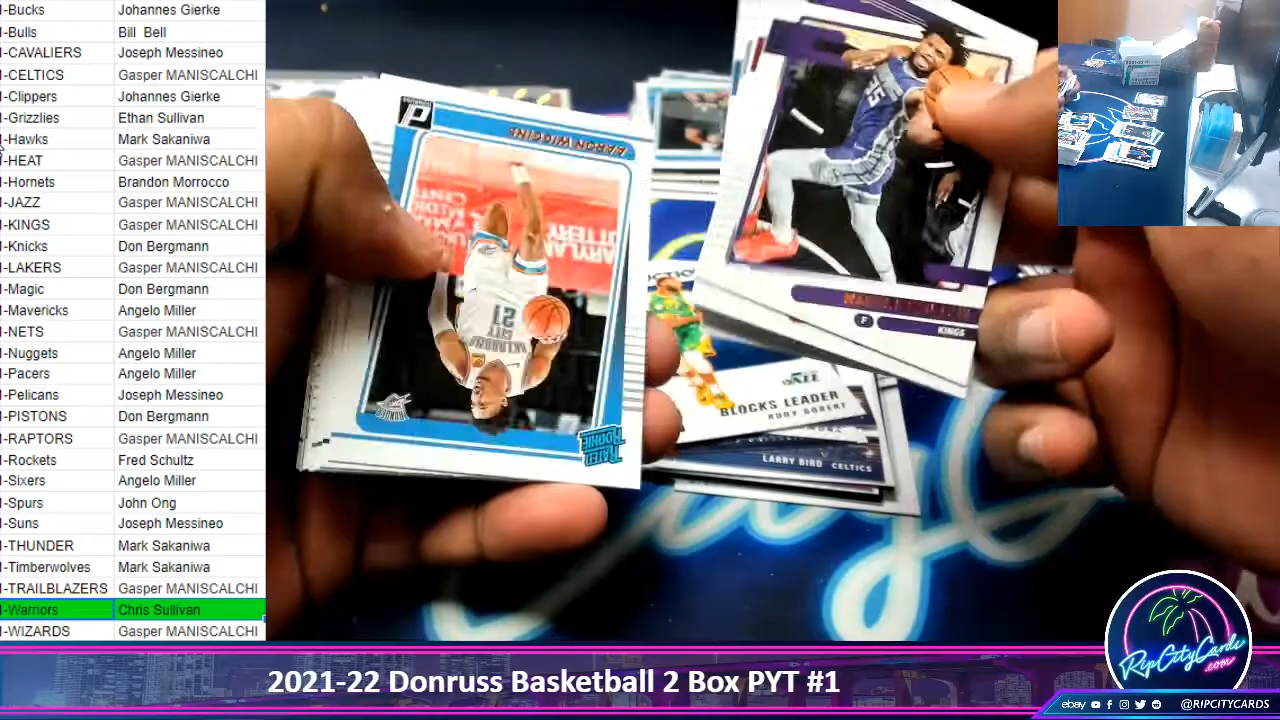 -Bucks Johannes Gierke
-Bulls Bill Bell
-CAVALIERS Joseph Messineo
-CELTICS Gasper MANISCALCHI
-Clippers Johannes Gierke
-Grizzlies Ethan Sullivan
-Hawks Mark Sakaniwa
-HEAT Gasper MANISCALCHI
-Hornets Brandon Morrocco
-JAZZ Gasper MANISCALCHI
-KINGS Gasper MANISCALCHI
-Knicks Don Bergmann
-LAKERS Gasper MANISCALCHI
-Magic Don Bergmann
-Mavericks Angelo Miller
-NETS Gasper MANISCALCHI
-Nuggets Angelo Miller
-Pacers Angelo Miller
-Pelicans Joseph Messineo
-PISTONS Don Bergmann
-RAPTORS Gasper MANISCALCHI
-Rockets Fred Schultz
-Sixers Angelo Miller
-Spurs John Ong
-Suns Joseph Messineo
-THUNDER Mark Sakaniwa
-Timberwolves Mark Sakaniwa
-TRAILBLAZERS Gasper MANISCALCHI
-Warriors Chris Sullivan
-WIZARDS Gasper MANISCALCHI
AARON WIGGINS
OKLAHOMA
CITY
21
RATED
ROOKIE
F
KINGS
BLOCKS LEADER
RUDY GOBERT
LARRY BIRD CELTICS
RipCityCards
.com
2021-22 Donruss Basketball 2 Box PYT #1
ebay @RIPCITYCARDS